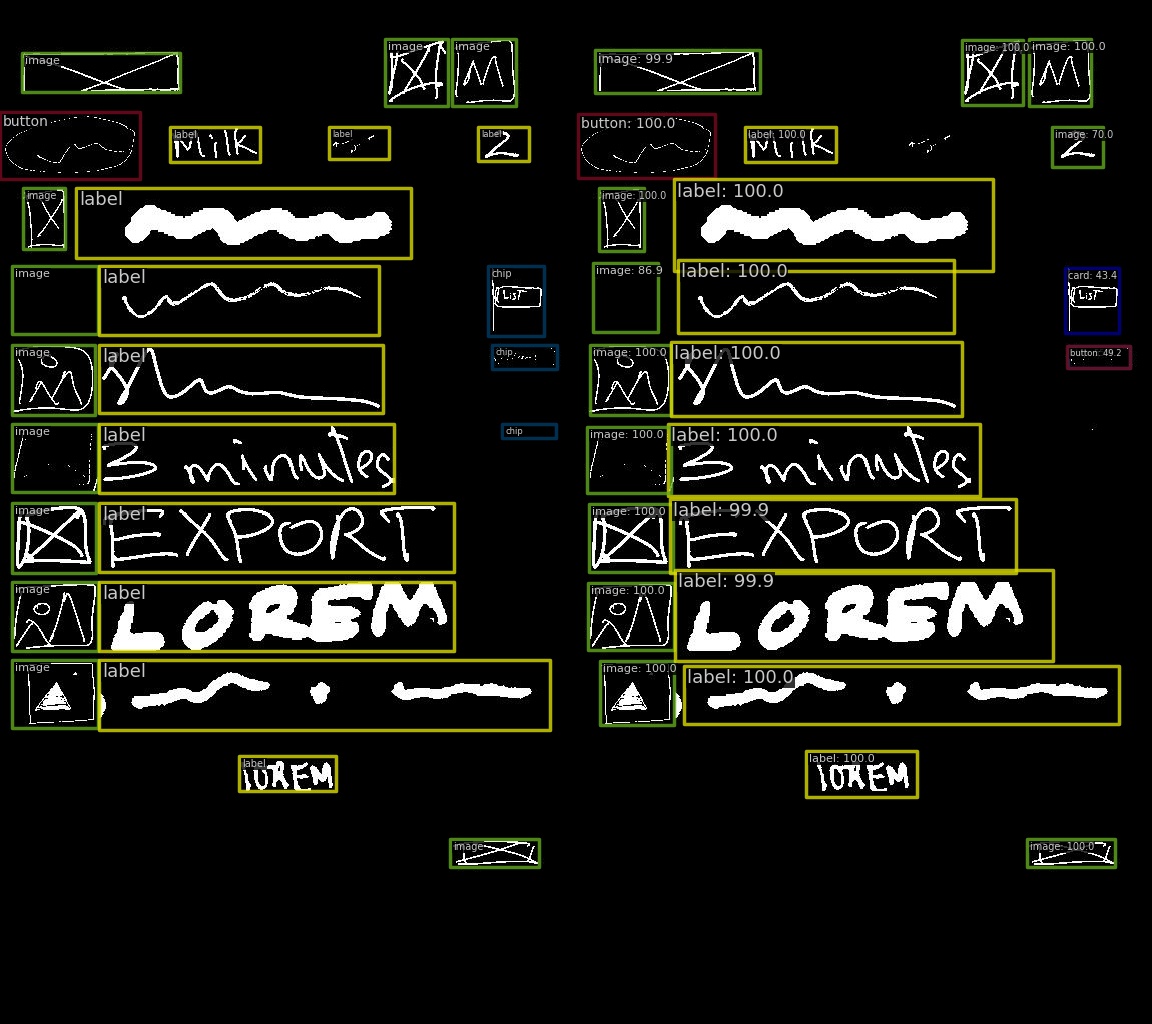 image
image
image
image: 99.9
image: 100.0
image: 100.0
M
M
button
label
label
label
button: 100.0
label: 100.0
image: 70.0
Milk
2
Milk
2
image
label
image: 100.0
label: 100.0
image
label
chip
image: 86.9
label: 100.0
card: 43.4
List
List
image
label
chip
image: 100.0
label: 100.0
button: 49.2
image
label
chip
image: 100.0
label: 100.0
3 minutes
3 minutes
image
label
image: 100.0
label: 99.9
EXPORT
EXPORT
image
label
image: 100.0
label: 99.9
LOREM
LOREM
image
label
image: 100.0
label: 100.0
label
label: 100.0
lOREM
lOREM
image
image: 100.0